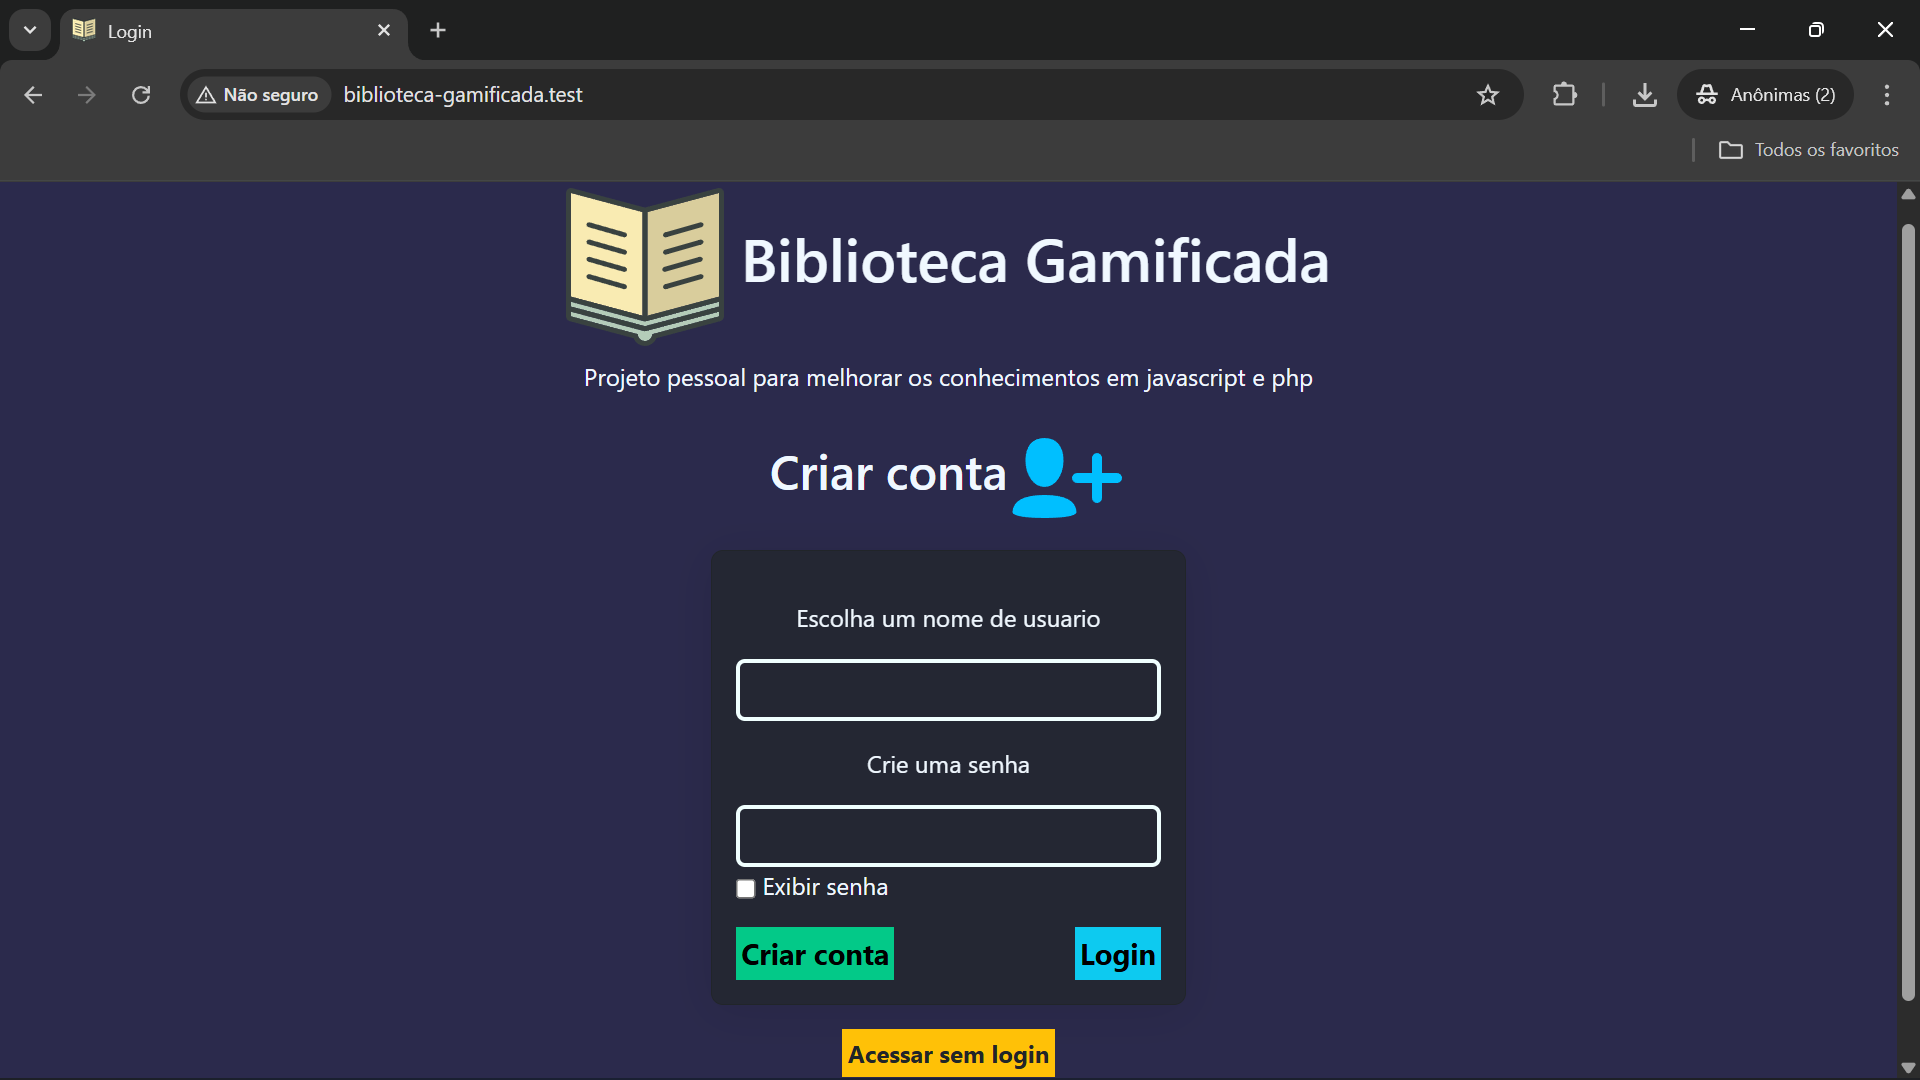 Login
Não seguro
biblioteca-gamificada.test
Anônimas (2)
Todos os favoritos
Biblioteca Gamificada
Projeto pessoal para melhorar os conhecimentos em javascript e php
Criar conta
Escolha um nome de usuario
Crie uma senha
Exibir senha
Criar conta
Login
Acessar sem login